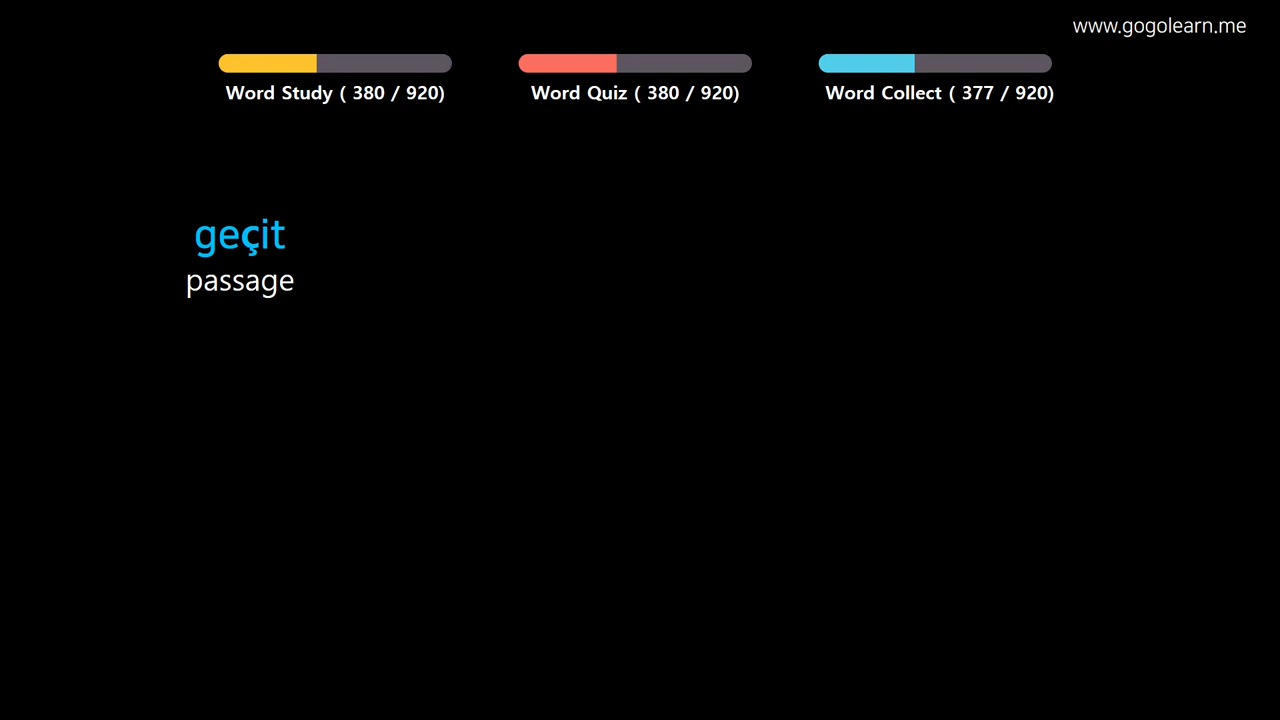 www.gogolearn.me
Word Study ( 380 / 920)
Word Quiz ( 380 / 920)
Word Collect ( 377 / 920)
geçit
passage